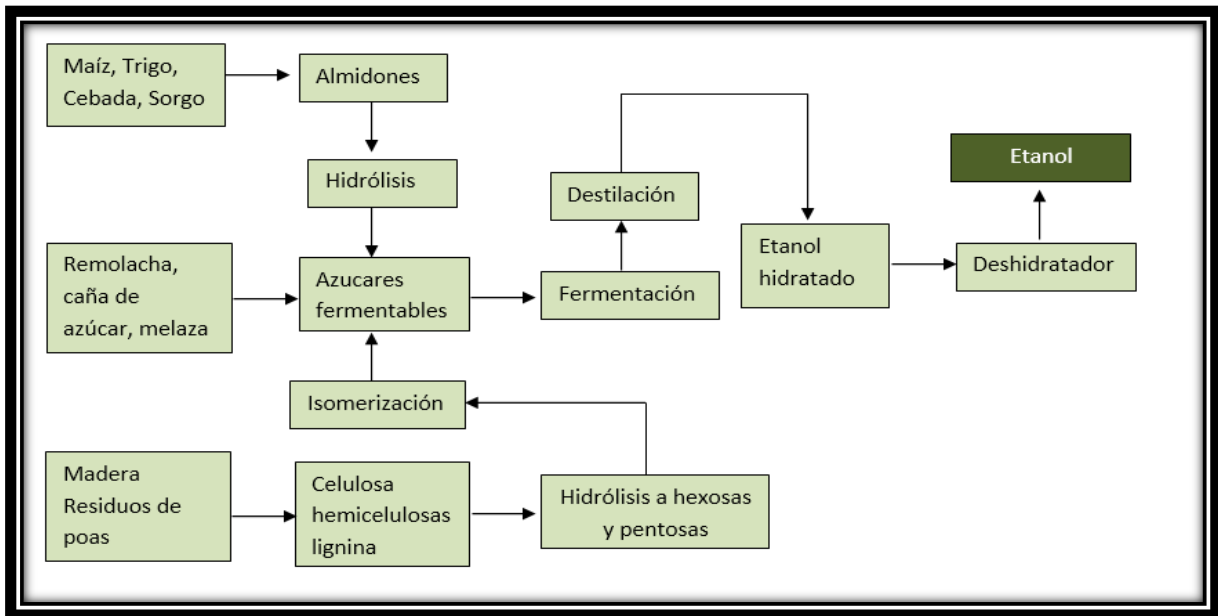 Maíz, Trigo,
Cebada, Sorgo
Almidones
Hidrólisis
Remolacha,
caña de
azúcar, melaza
Azucares
fermentables
Isomerización
Madera
Residuos de
poas
Celulosa
hemicelulosas
lignina
Hidrólisis a hexosas
y pentosas
Fermentación
Destilación
Etanol
hidratado
Deshidratador
Etanol